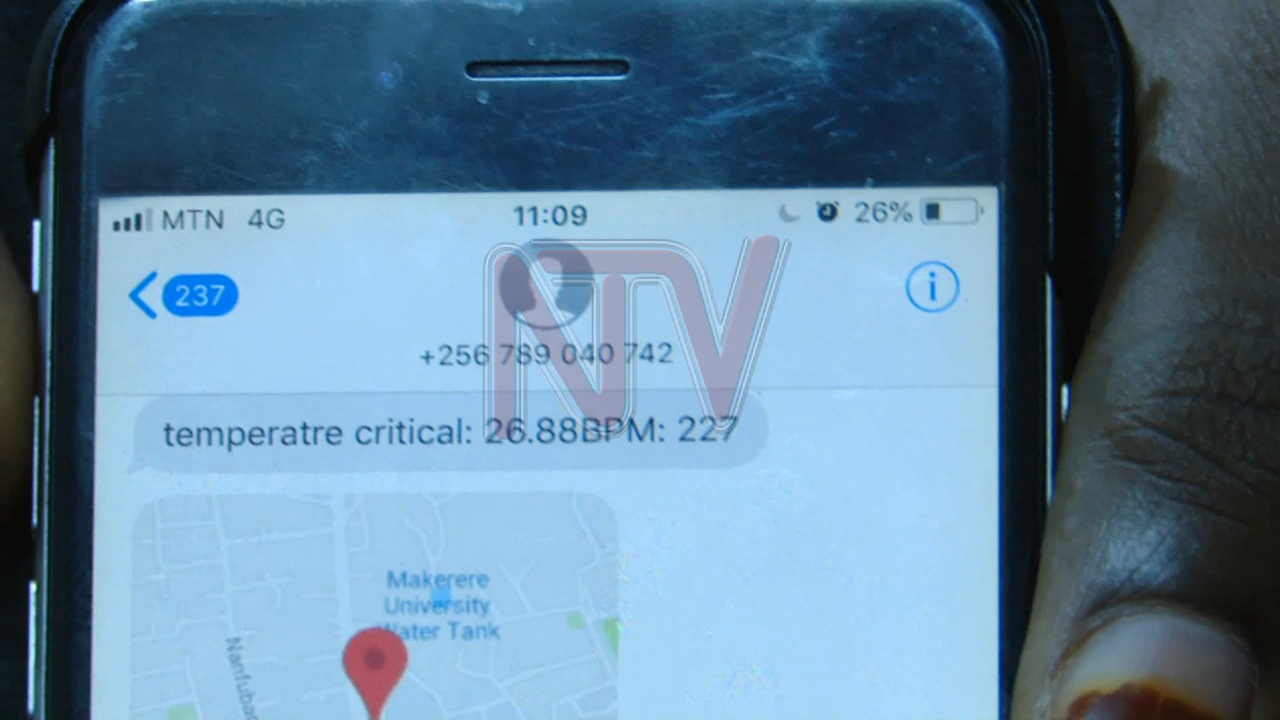 MTN 4G 11:09 26%
237
NTV
+256 789 040 742
temperatre critical: 26.88BPM: 227
Makerere
University
Water Tank